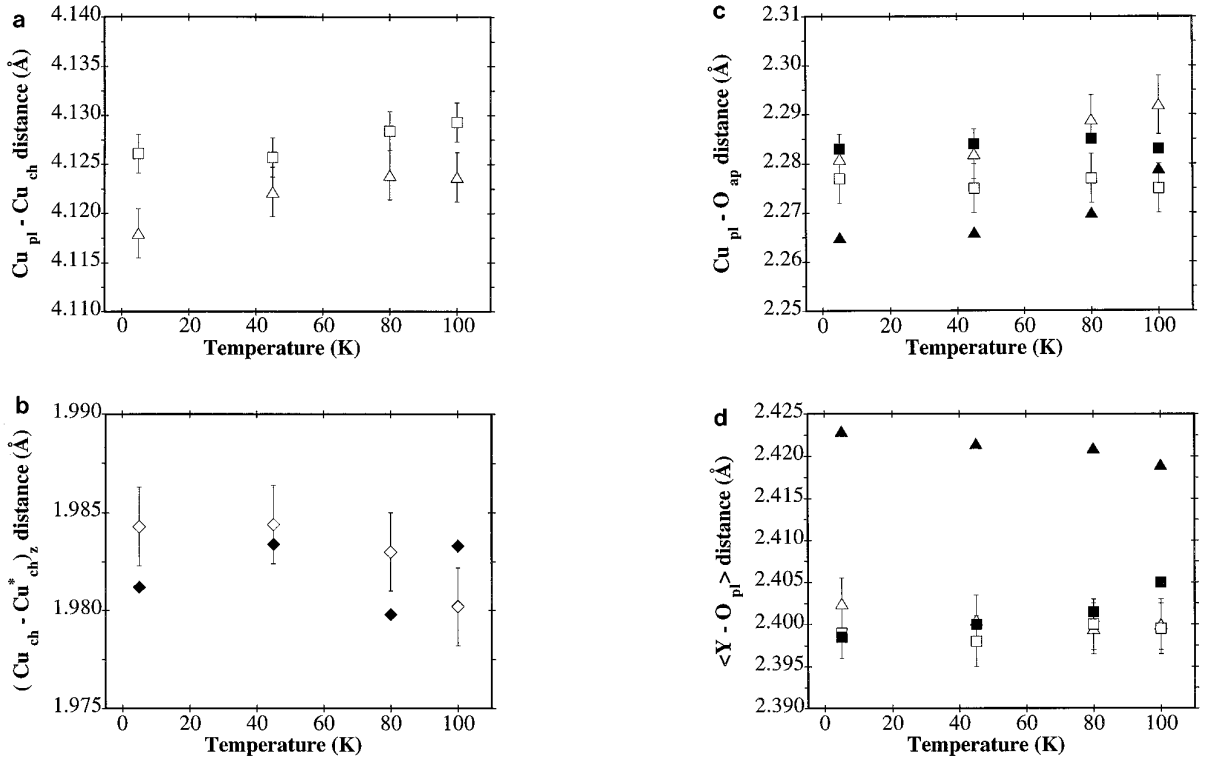 a
4.140
4.135
4.130
4.125
4.120
4.115
4.110
Cu pl - Cu ch distance (Å)
0 20 40 60 80 100
Temperature (K)
c
2.31
2.30
2.29
2.28
2.27
2.26
2.25
Cu pl - O ap distance (Å)
0 20 40 60 80 100
Temperature (K)
b
1.990
1.985
1.980
1.975
( Cu ch - Cu* ch ) z distance (Å)
0 20 40 60 80 100
Temperature (K)
d
2.425
2.420
2.415
2.410
2.405
2.400
2.395
2.390
<Y - O pl > distance (Å)
0 20 40 60 80 100
Temperature (K)